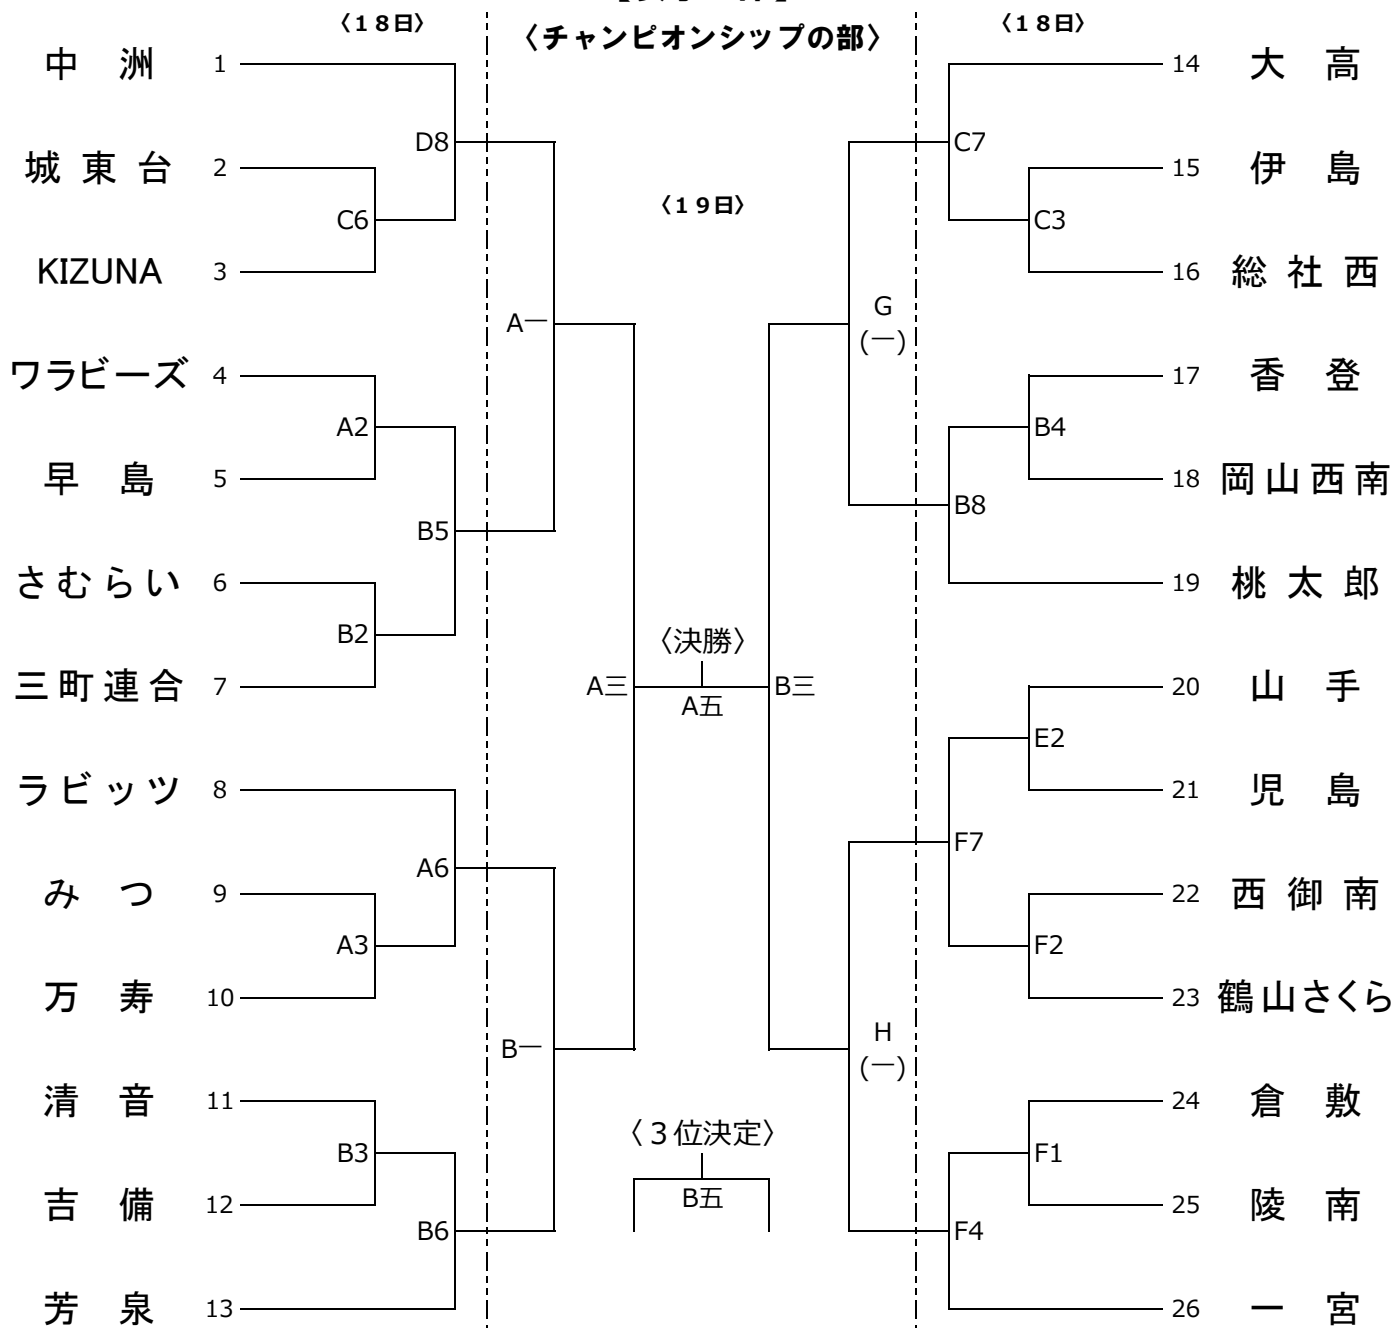 〈18日〉
〈チャンピオンシップの部〉
〈18日〉
〈19日〉
中洲 1
城東台 2
KIZUNA 3
ワラビーズ 4
早島 5
さむらい 6
三町連合 7
ラビッツ 8
みつ 9
万寿 10
清音 11
吉備 12
芳泉 13
D8
C6
A2
B5
B2
A6
A3
B3
B6
A一
B一
A三
〈決勝〉
A五
B三
〈3位決定〉
B五
G
(一)
H
(一)
C7
C3
B4
B8
E2
F7
F2
F1
F4
14 大高
15 伊島
16 総社西
17 香登
18 岡山西南
19 桃太郎
20 山手
21 児島
22 西御南
23 鶴山さくら
24 倉敷
25 陵南
26 一宮